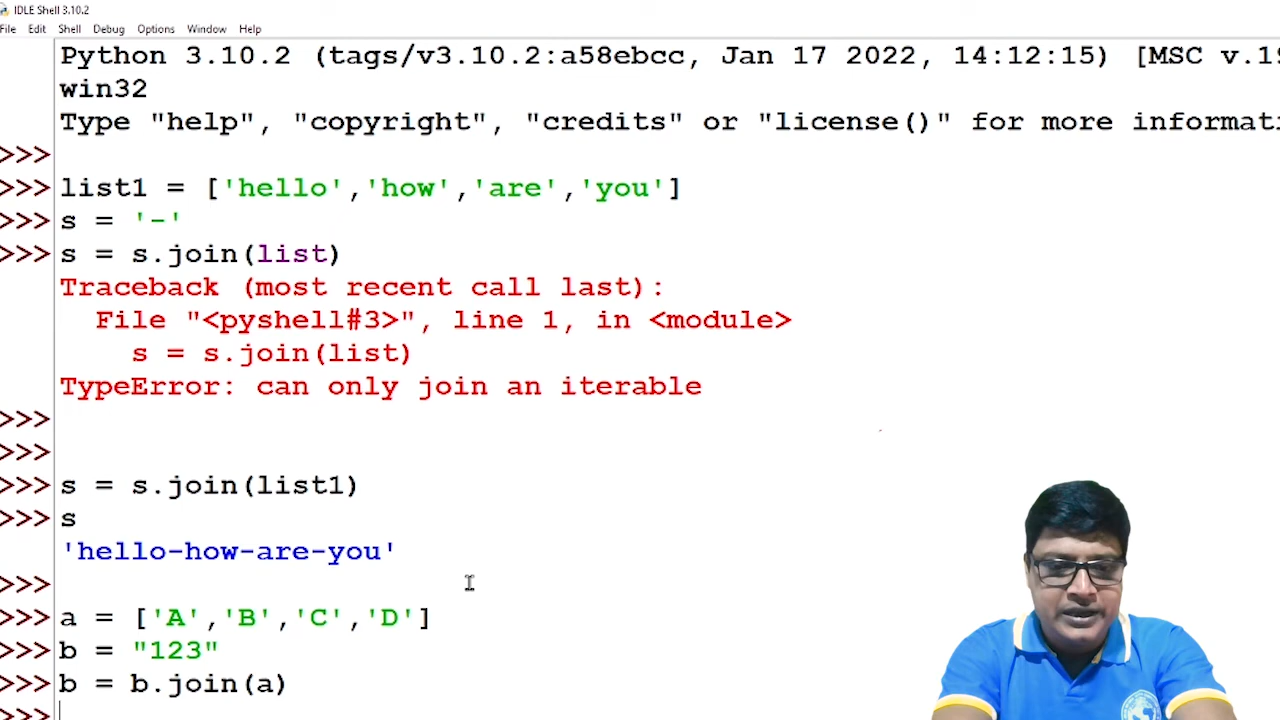 IDLE Shell 3.10.2
File Edit Shell Debug Options Window Help
Python 3.10.2 (tags/v3.10.2:a58ebcc, Jan 17 2022, 14:12:15) [MSC v.19
win32
Type "help", "copyright", "credits" or "license()" for more informati
>>>
>>> list1 = ['hello','how','are','you']
>>> s = '-'
>>> s = s.join(list)
Traceback (most recent call last):
File "<pyshell#3>", line 1, in <module>
s = s.join(list)
TypeError: can only join an iterable
>>>
>>>
>>> s = s.join(list1)
>>> s
'hello-how-are-you'
>>>
>>> a = ['A','B','C','D']
>>> b = "123"
>>> b = b.join(a)
>>>